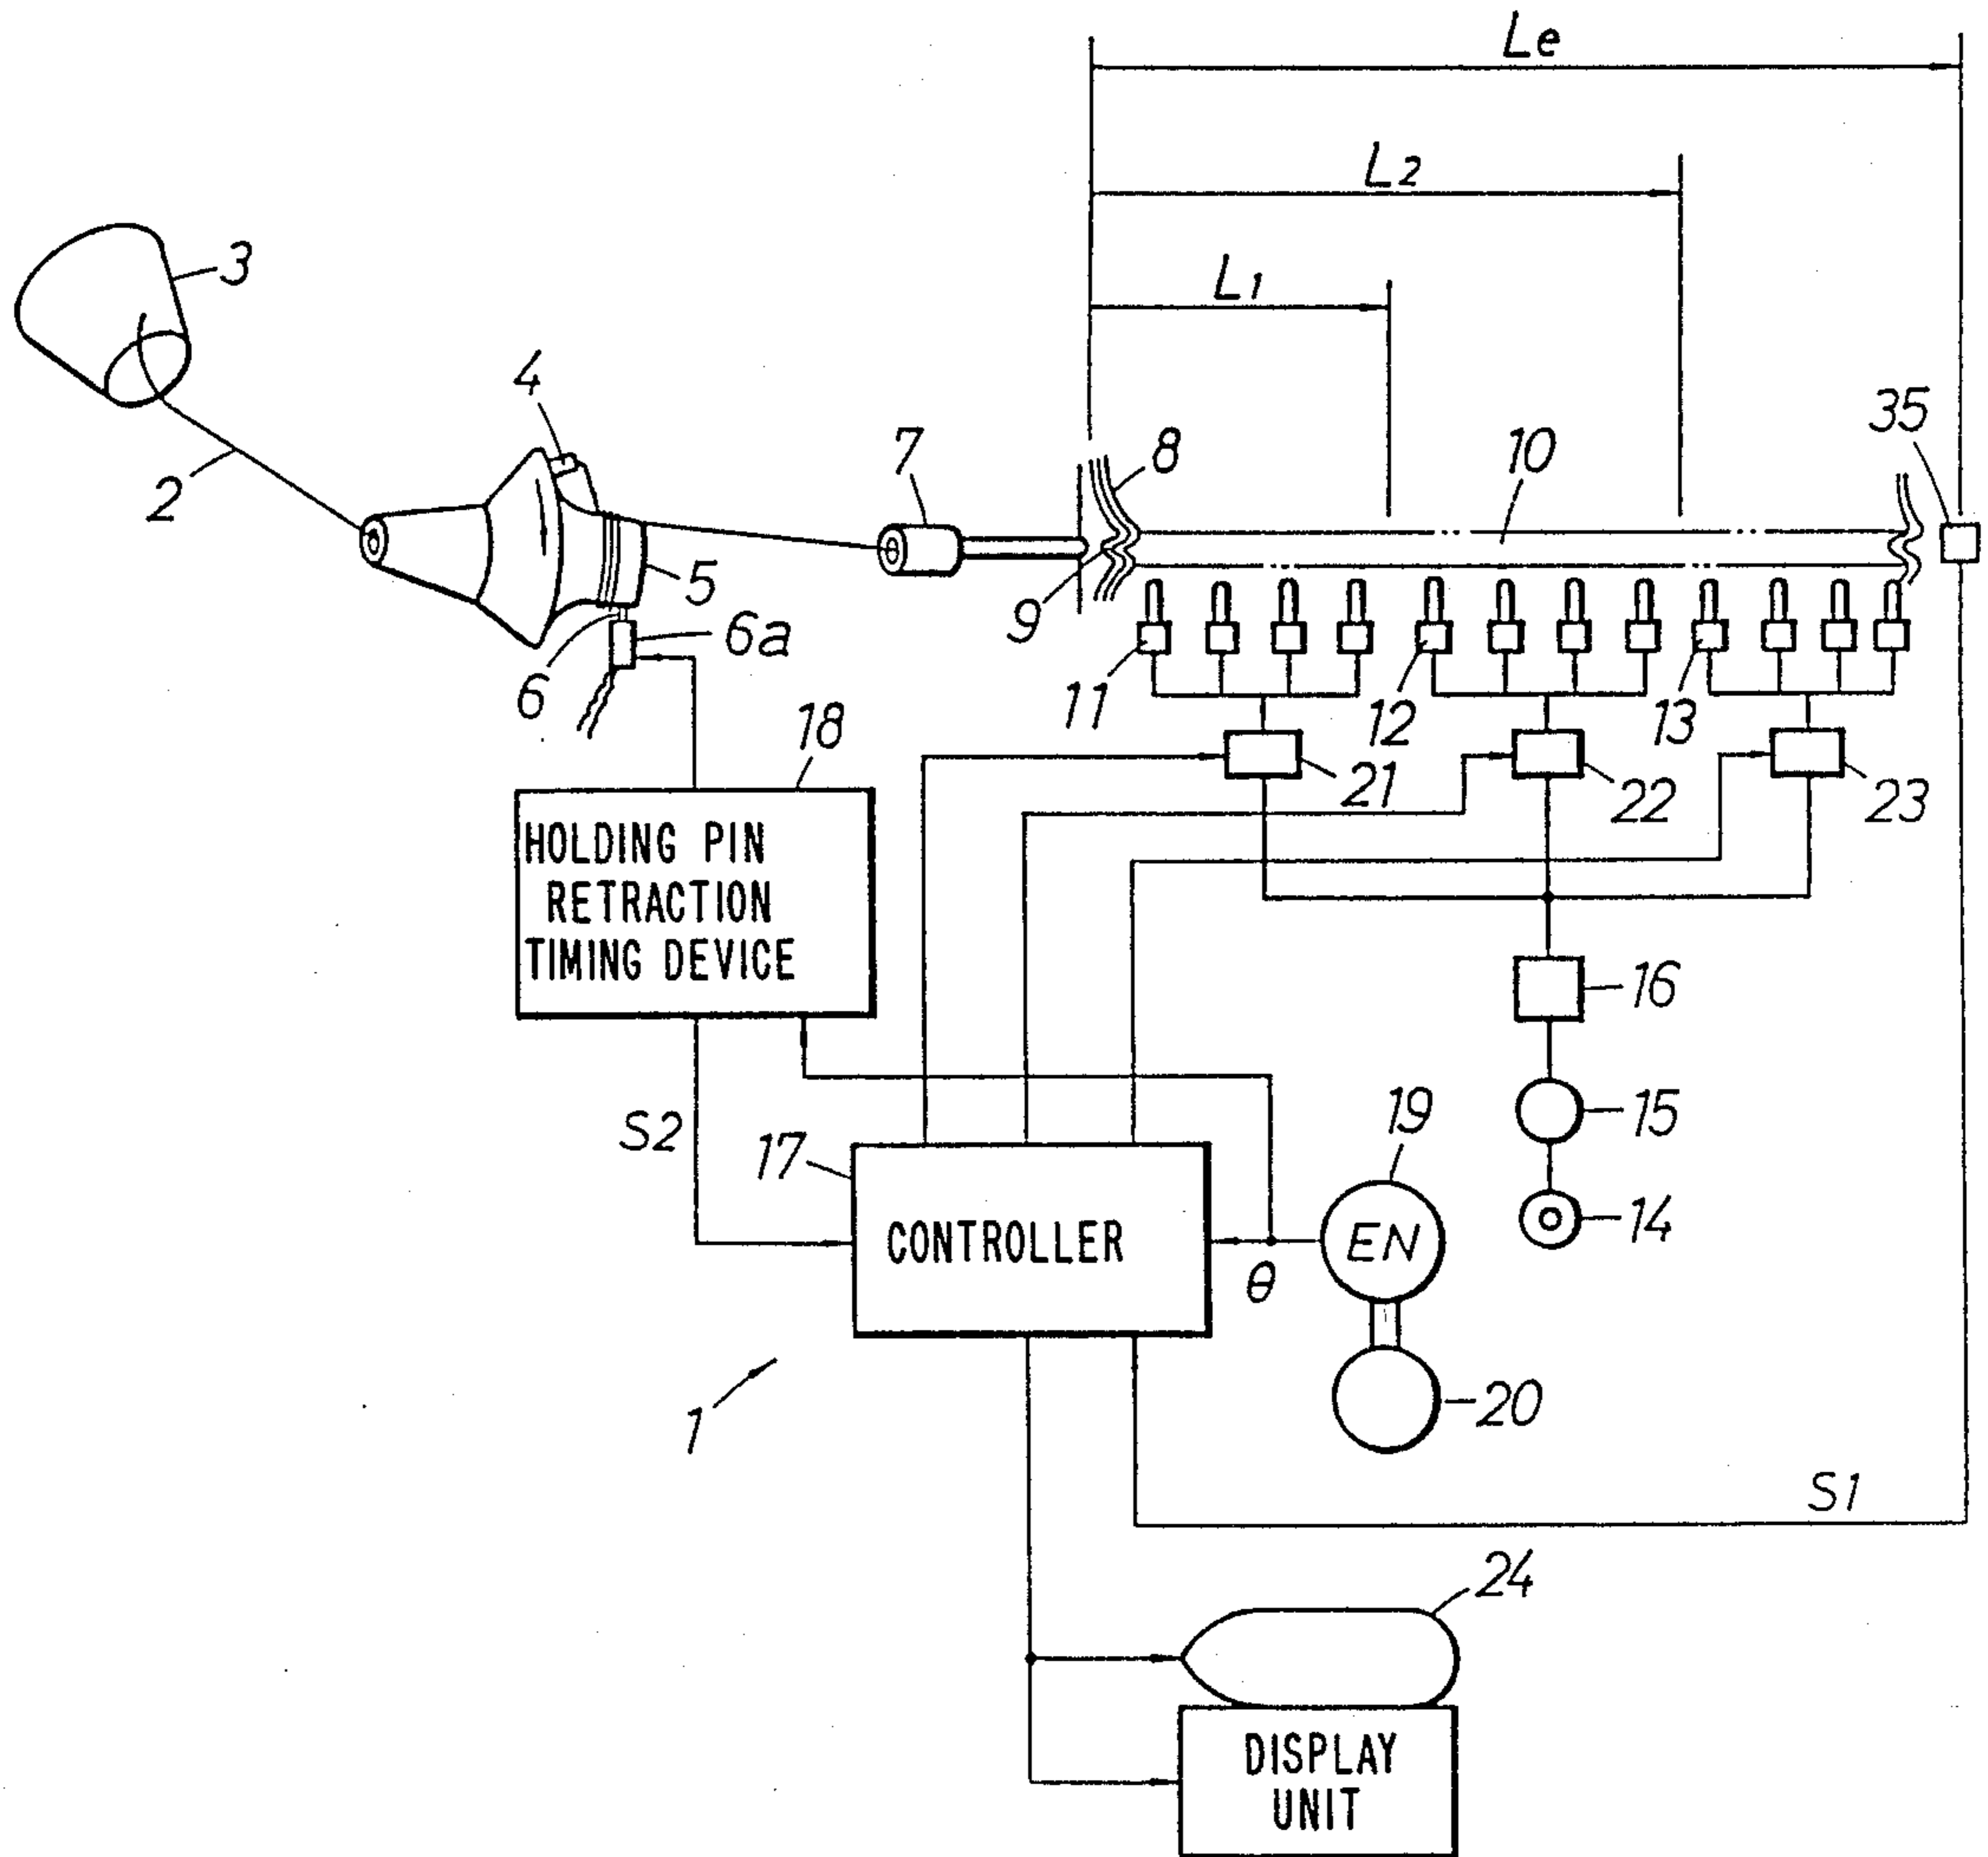 Le
L2
L1
3
4
2
7
8
10
35
5
9
6a
6
11
12
13
18
21
22
23
HOLDING PIN
RETRACTION
TIMING DEVICE
16
15
14
S2
17
19
CONTROLLER
EN
θ
20
1
S1
24
DISPLAY
UNIT